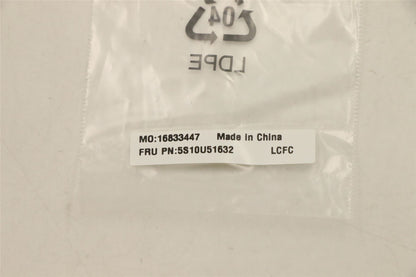 04
LDPE
MO:16833447 Made in China
FRU PN:5S10U51632 LCFC